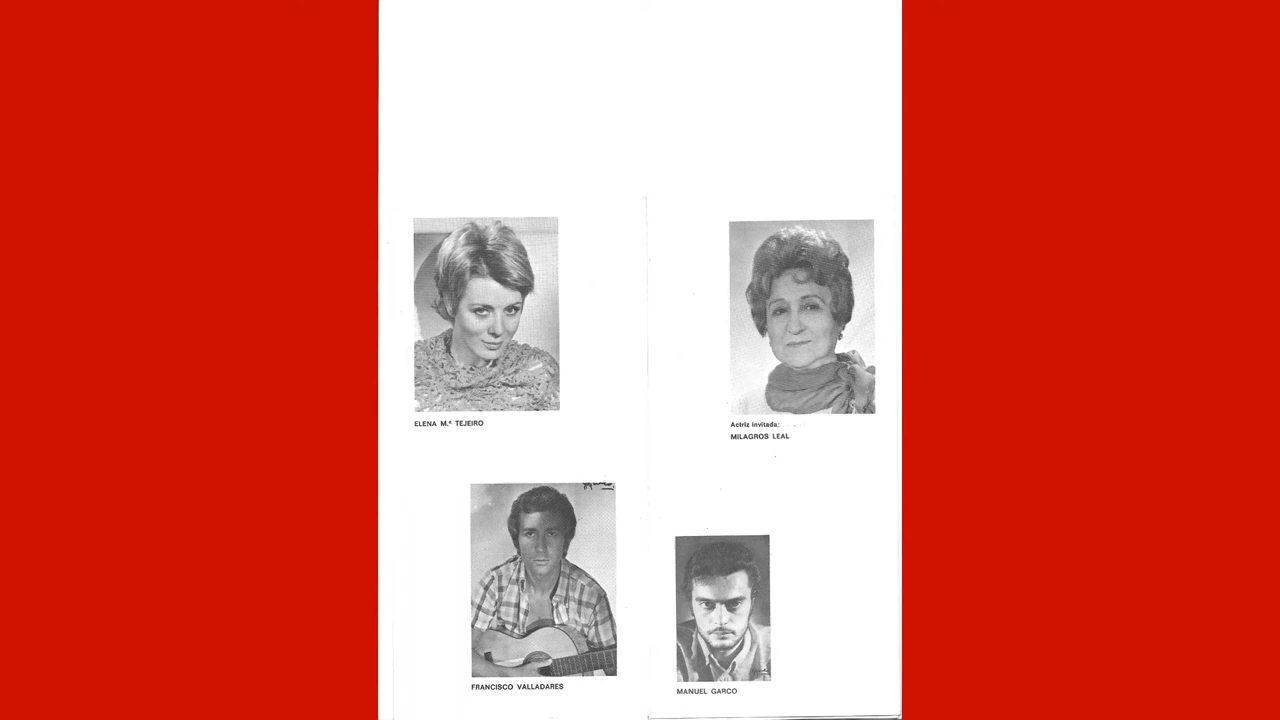 ELENA M.ª TEJEIRO
Actriz invitada:
MILAGROS LEAL
FRANCISCO VALLADARES
MANUEL GARCO